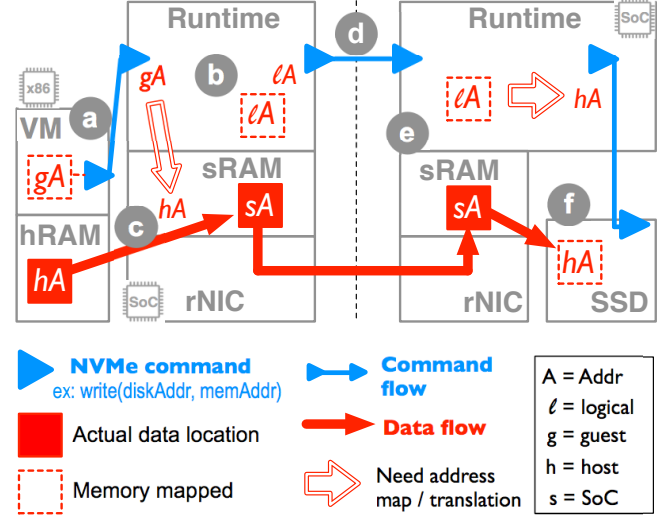 Runtime
d
Runtime
SoC
gA
b
ℓA
x86
a
ℓA
ℓA
hA
VM
e
gA
sRAM
sRAM
f
hA
sA
sA
c
hRAM
hA
hA
SoC
rNIC
rNIC
SSD
NVMe command
ex: write(diskAddr, memAddr)
Command
flow
Actual data location
Data flow
Memory mapped
Need address
map / translation
A = Addr
ℓ = logical
g = guest
h = host
s = SoC